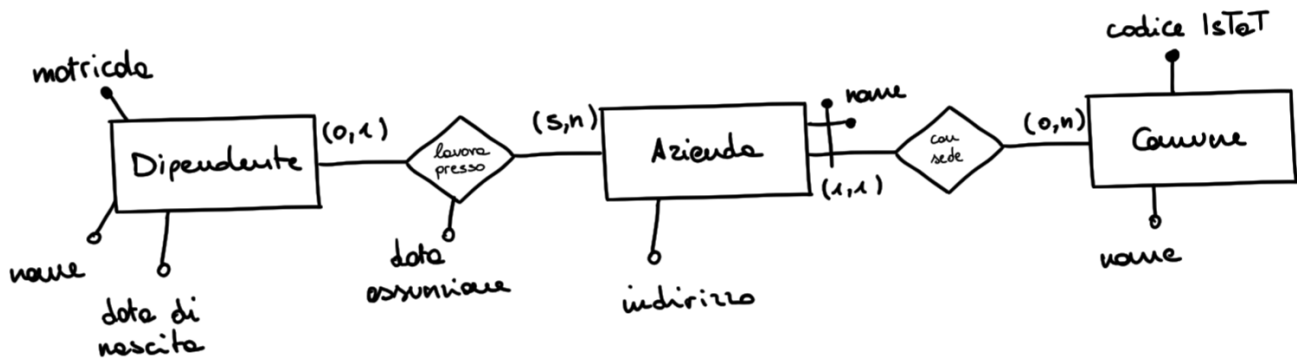 codice ISTAT
matricola
nome
(0,1)
(5,n)
(0,n)
Dipendente
lavora
presso
Azienda
con
sede
Comune
(1,1)
nome
data
assunzione
indirizzo
nome
data di
nascita